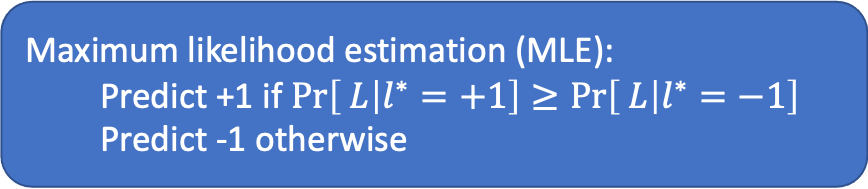 Maximum likelihood estimation (MLE):
Predict +1 if Pr[ L|l* = +1] ≥ Pr[ L|l* = −1]
Predict -1 otherwise